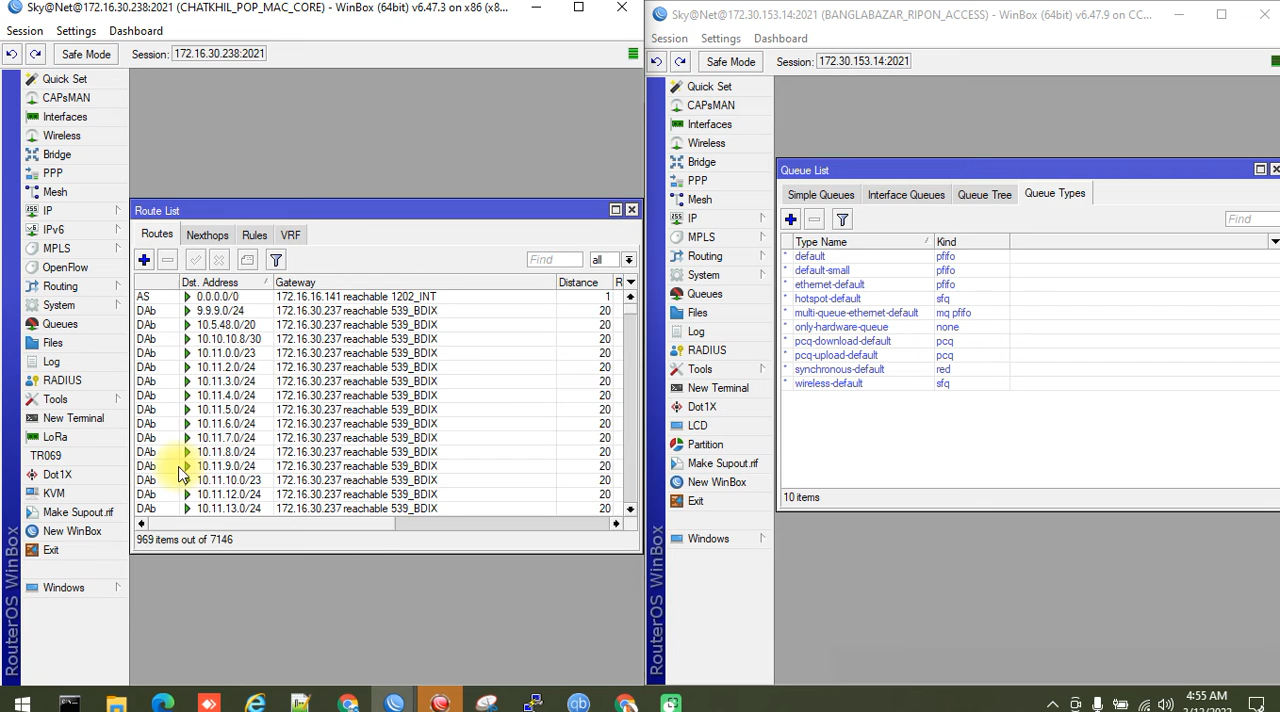 Sky@Net@172.16.30.238:2021 (CHATKHIL_POP_MAC_CORE) - WinBox (64bit) v6.47.3 on x86 (x8...
Session Settings Dashboard
Safe Mode Session: 172.16.30.238:2021
Quick Set
CAPsMAN
Interfaces
Wireless
Bridge
PPP
Mesh
IP
IPv6
MPLS
OpenFlow
Routing
System
Queues
Files
Log
RADIUS
Tools
New Terminal
LoRa
TR069
Dot1X
KVM
Make Supout.rif
New WinBox
Exit
Windows
RouterOS WinBox
Route List
Routes Nexthops Rules VRF
Find all
Dst. Address Gateway Distance R
AS 0.0.0.0/0 172.16.16.141 reachable 1202_INT 1
DAb 9.9.9.0/24 172.16.30.237 reachable 539_BDIX 20
DAb 10.5.48.0/20 172.16.30.237 reachable 539_BDIX 20
DAb 10.10.10.8/30 172.16.30.237 reachable 539_BDIX 20
DAb 10.11.0.0/23 172.16.30.237 reachable 539_BDIX 20
DAb 10.11.2.0/24 172.16.30.237 reachable 539_BDIX 20
DAb 10.11.3.0/24 172.16.30.237 reachable 539_BDIX 20
DAb 10.11.4.0/24 172.16.30.237 reachable 539_BDIX 20
DAb 10.11.5.0/24 172.16.30.237 reachable 539_BDIX 20
DAb 10.11.6.0/24 172.16.30.237 reachable 539_BDIX 20
DAb 10.11.7.0/24 172.16.30.237 reachable 539_BDIX 20
DAb 10.11.8.0/24 172.16.30.237 reachable 539_BDIX 20
DAb 10.11.9.0/24 172.16.30.237 reachable 539_BDIX 20
DAb 10.11.10.0/23 172.16.30.237 reachable 539_BDIX 20
DAb 10.11.12.0/24 172.16.30.237 reachable 539_BDIX 20
DAb 10.11.13.0/24 172.16.30.237 reachable 539_BDIX 20
969 items out of 7146
Sky@Net@172.30.153.14:2021 (BANGLABAZAR_RIPON_ACCESS) - WinBox (64bit) v6.47.9 on CC...
Session Settings Dashboard
Safe Mode Session: 172.30.153.14:2021
Quick Set
CAPsMAN
Interfaces
Wireless
Bridge
PPP
Mesh
IP
MPLS
Routing
System
Queues
Files
Log
RADIUS
Tools
New Terminal
Dot1X
LCD
Partition
Make Supout.rif
New WinBox
Exit
Windows
RouterOS WinBox
Queue List
Simple Queues Interface Queues Queue Tree Queue Types
Find
Type Name Kind
* default pfifo
* default-small pfifo
* ethernet-default pfifo
* hotspot-default sfq
* multi-queue-ethernet-default mq pfifo
* only-hardware-queue none
* pcq-download-default pcq
* pcq-upload-default pcq
* synchronous-default red
* wireless-default sfq
10 items
qb
4:55 AM